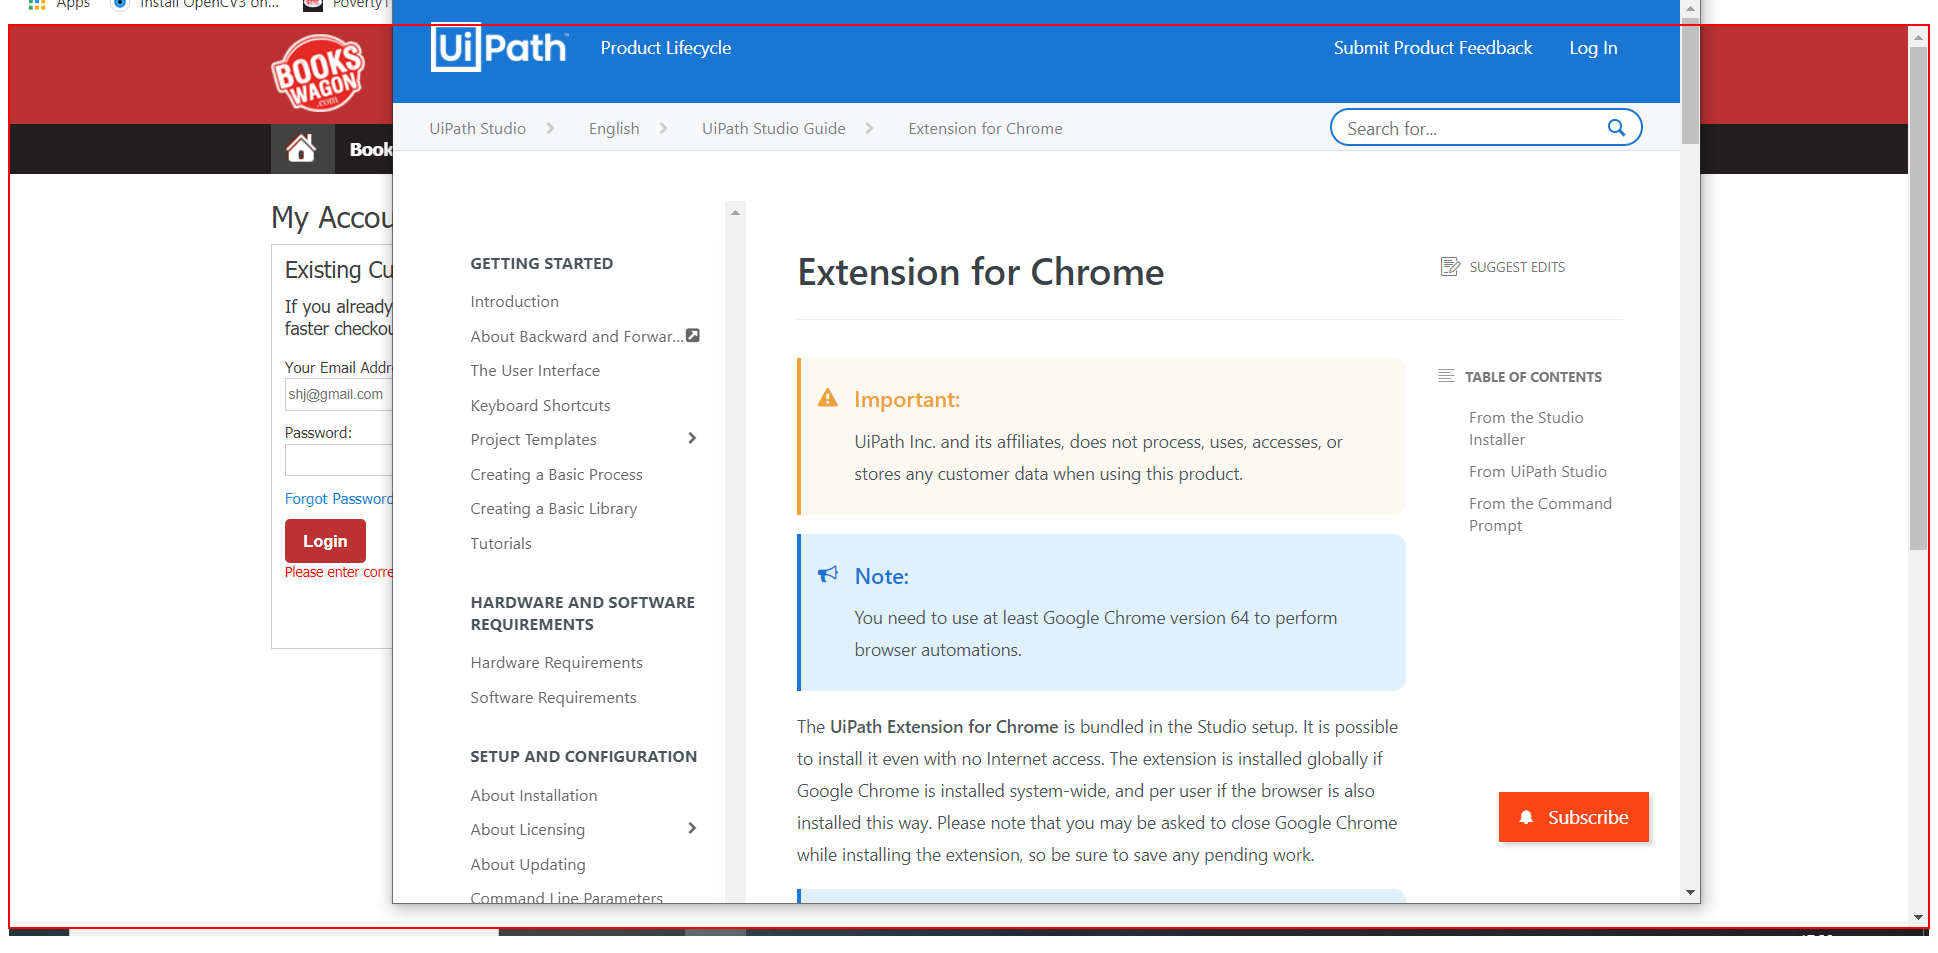 Apps
Install OpenCV3 on...
Poverty
UiPath
Product Lifecycle
Submit Product Feedback
Log In
BOOKS
WAGON
.com
UiPath Studio
English
UiPath Studio Guide
Extension for Chrome
Search for...
Book
My Accou
Existing Cu
If you already
faster checkou
Your Email Addr
shj@gmail.com
Password:
Forgot Password
Login
Please enter corre
GETTING STARTED
Introduction
About Backward and Forwar...
The User Interface
Keyboard Shortcuts
Project Templates
Creating a Basic Process
Creating a Basic Library
Tutorials
HARDWARE AND SOFTWARE
REQUIREMENTS
Hardware Requirements
Software Requirements
SETUP AND CONFIGURATION
About Installation
About Licensing
About Updating
Command Line Parameters
Extension for Chrome
SUGGEST EDITS
Important:
UiPath Inc. and its affiliates, does not process, uses, accesses, or
stores any customer data when using this product.
Note:
You need to use at least Google Chrome version 64 to perform
browser automations.
The UiPath Extension for Chrome is bundled in the Studio setup. It is possible
to install it even with no Internet access. The extension is installed globally if
Google Chrome is installed system-wide, and per user if the browser is also
installed this way. Please note that you may be asked to close Google Chrome
while installing the extension, so be sure to save any pending work.
TABLE OF CONTENTS
From the Studio
Installer
From UiPath Studio
From the Command
Prompt
Subscribe